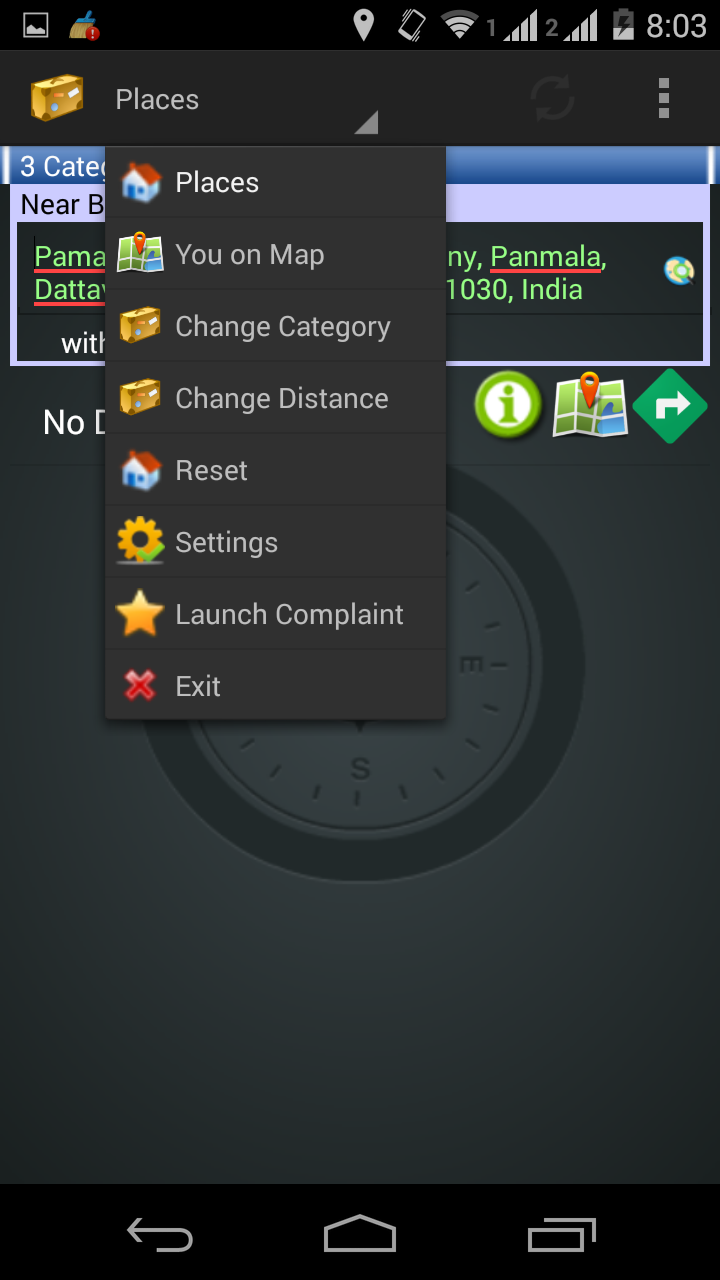 1 2 8:03
Places
3 Categ
Near B
Places
You on Map
Change Category
Change Distance
Reset
Settings
Launch Complaint
Exit
Pama ny, Panmala,
Dattav 1030, India
with
No D
E
S